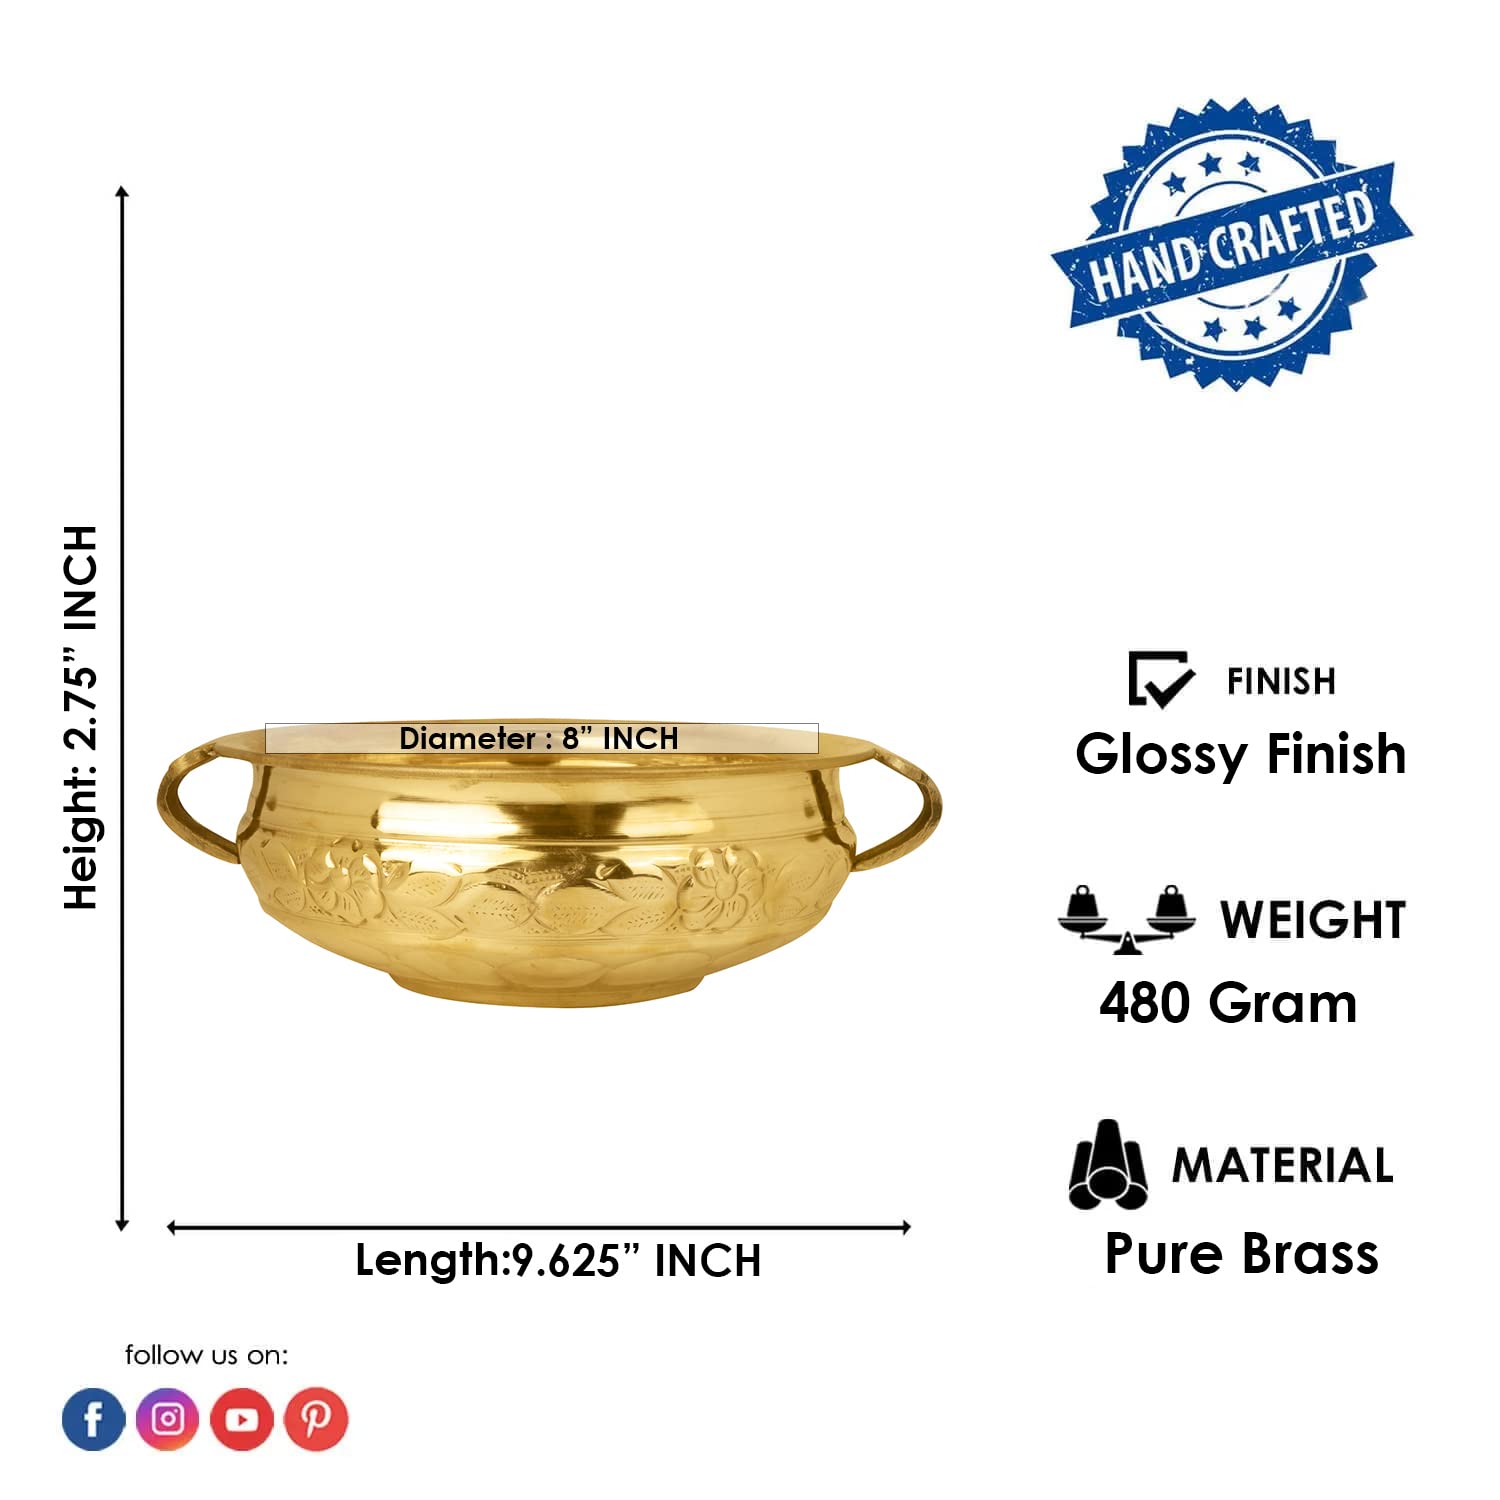 HAND CRAFTED
Height: 2.75” INCH
Diameter : 8” INCH
Length:9.625” INCH
FINISH
Glossy Finish
WEIGHT
480 Gram
MATERIAL
Pure Brass
follow us on: